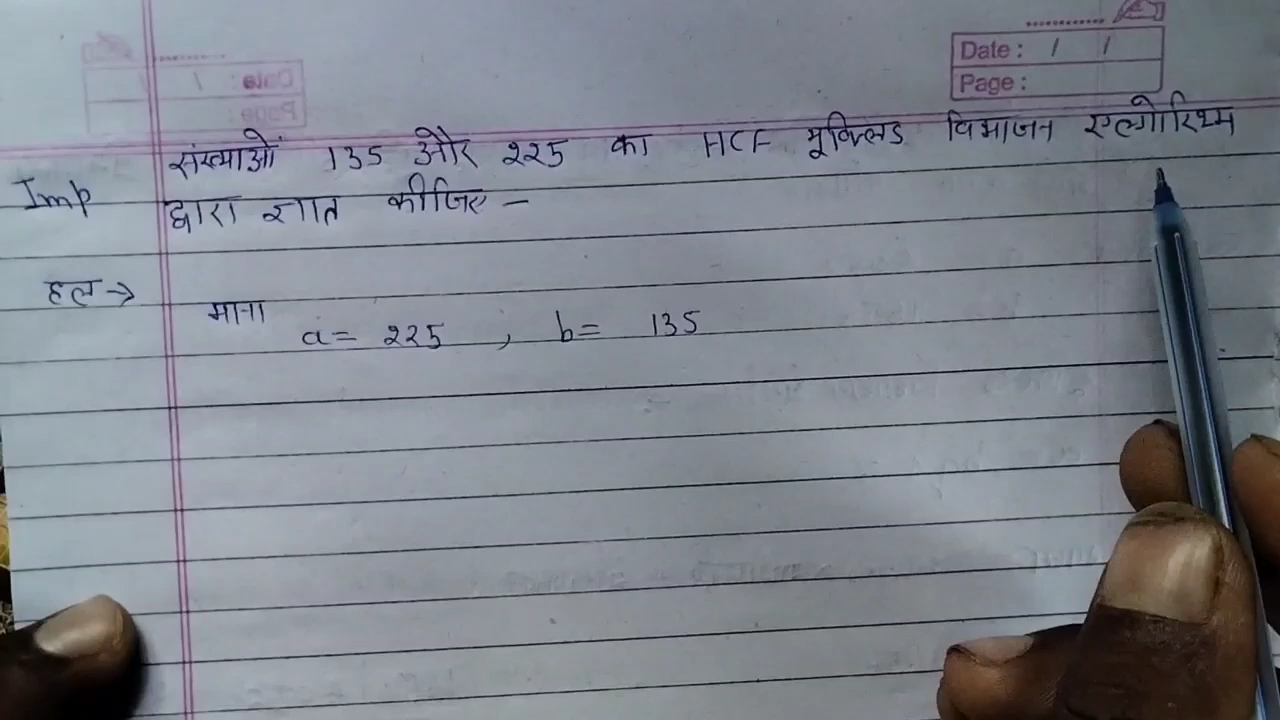 Date: / /
Page:
संख्याओं 135 और 225 का HCF यूक्लिड विभाजन एल्गोरिथ्म
Imp द्वारा ज्ञात कीजिए -
हल→
माना
a= 225 , b= 135